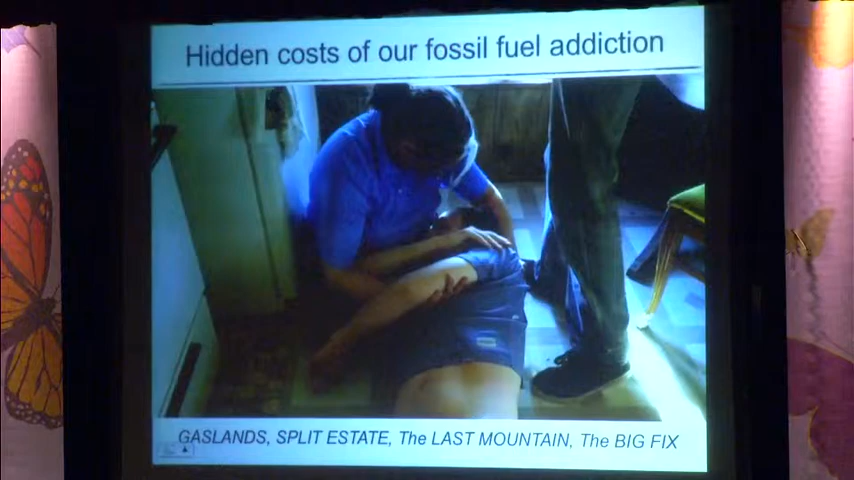 Hidden costs of our fossil fuel addiction
GASLANDS, SPLIT ESTATE, The LAST MOUNTAIN, The BIG FIX